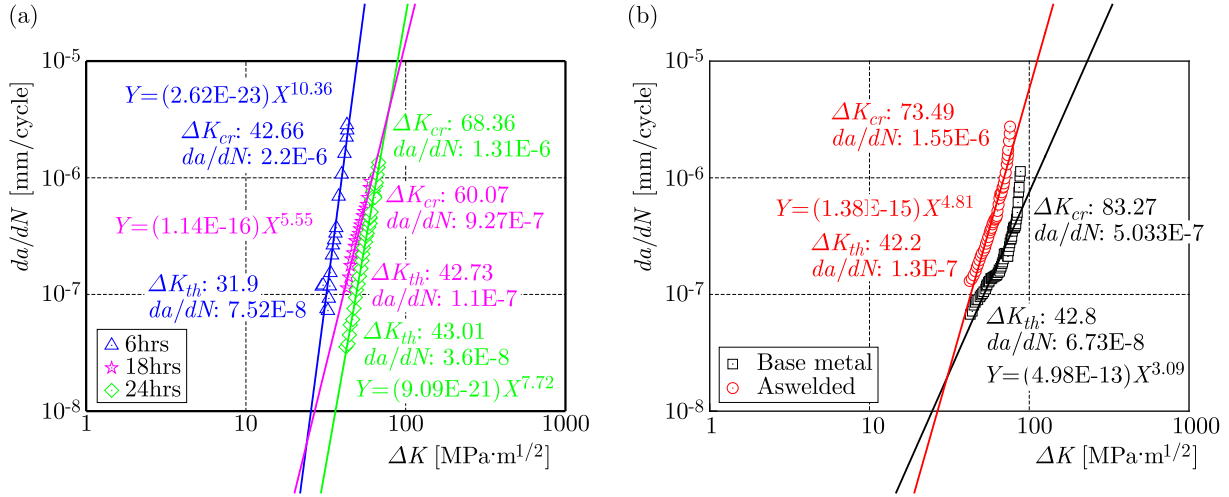 (a)
da/dN [mm/cycle]
10^-5
10^-6
10^-7
10^-8
Y=(2.62E-23)X^10.36
ΔK_cr: 42.66
da/dN: 2.2E-6
ΔK_cr: 68.36
da/dN: 1.31E-6
ΔK_cr: 60.07
da/dN: 9.27E-7
Y=(1.14E-16)X^5.55
ΔK_th: 31.9
da/dN: 7.52E-8
ΔK_th: 42.73
da/dN: 1.1E-7
ΔK_th: 43.01
da/dN: 3.6E-8
Y=(9.09E-21)X^7.72
6hrs
18hrs
24hrs
1 10 100 1000
ΔK [MPa·m^1/2]
(b)
da/dN [mm/cycle]
10^-5
10^-6
10^-7
10^-8
ΔK_cr: 73.49
da/dN: 1.55E-6
Y=(1.38E-15)X^4.81
ΔK_cr: 83.27
da/dN: 5.033E-7
ΔK_th: 42.2
da/dN: 1.3E-7
ΔK_th: 42.8
da/dN: 6.73E-8
Y=(4.98E-13)X^3.09
Base metal
Aswelded
1 10 100 1000
ΔK [MPa·m^1/2]